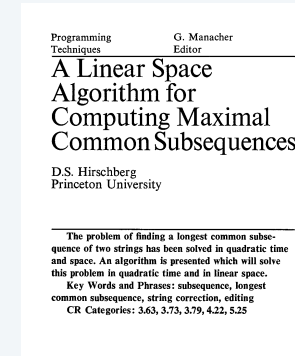 Programming Techniques
G. Manacher Editor
A Linear Space
Algorithm for
Computing Maximal
Common Subsequences
D.S. Hirschberg
Princeton University
The problem of finding a longest common subse-
quence of two strings has been solved in quadratic time
and space. An algorithm is presented which will solve
this problem in quadratic time and in linear space.
Key Words and Phrases: subsequence, longest
common subsequence, string correction, editing
CR Categories: 3.63, 3.73, 3.79, 4.22, 5.25